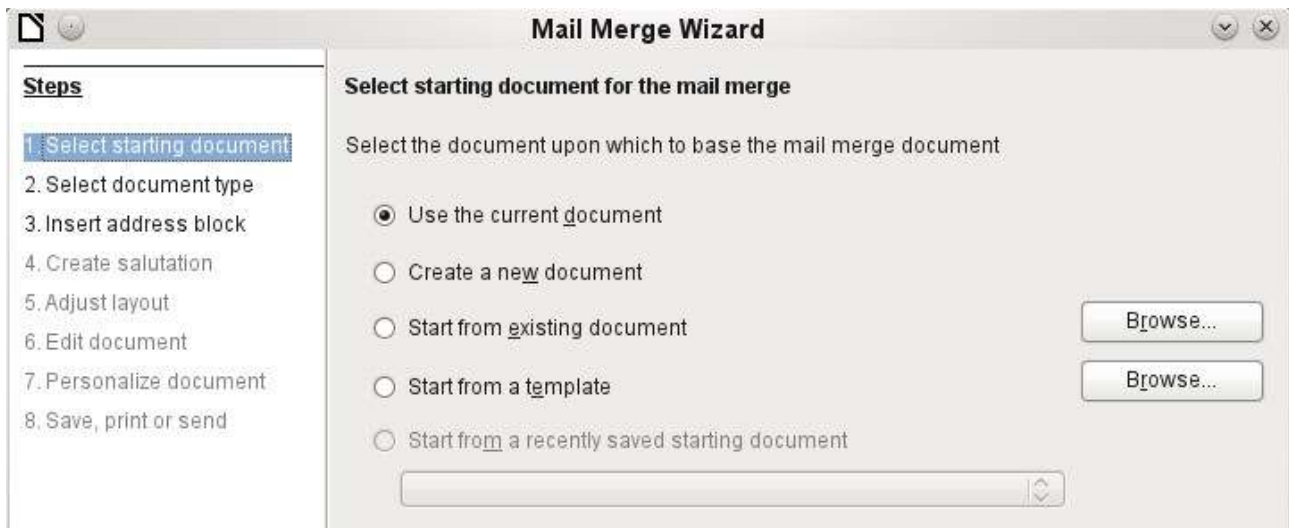 Mail Merge Wizard
Steps
1. Select starting document
2. Select document type
3. Insert address block
4. Create salutation
5. Adjust layout
6. Edit document
7. Personalize document
8. Save, print or send
Select starting document for the mail merge
Select the document upon which to base the mail merge document
Use the current document
Create a new document
Start from existing document
Browse...
Start from a template
Browse...
Start from a recently saved starting document